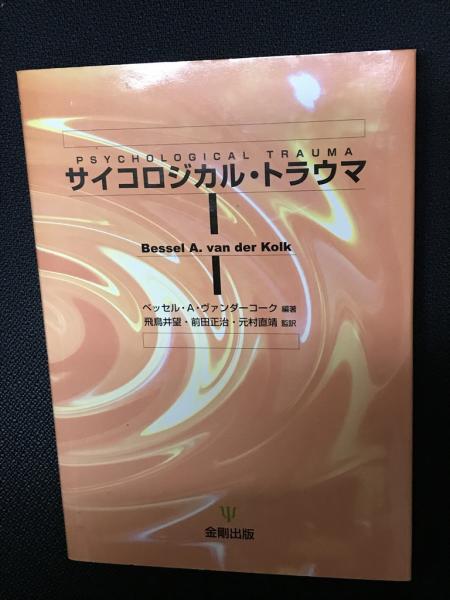 PSYCHOLOGICAL TRAUMA
サイコロジカル・トラウマ
Bessel A. van der Kolk
ベッセル・A・ヴァンダーコーク 編著
飛鳥井望・前田正治・元村直靖 監訳
金剛出版